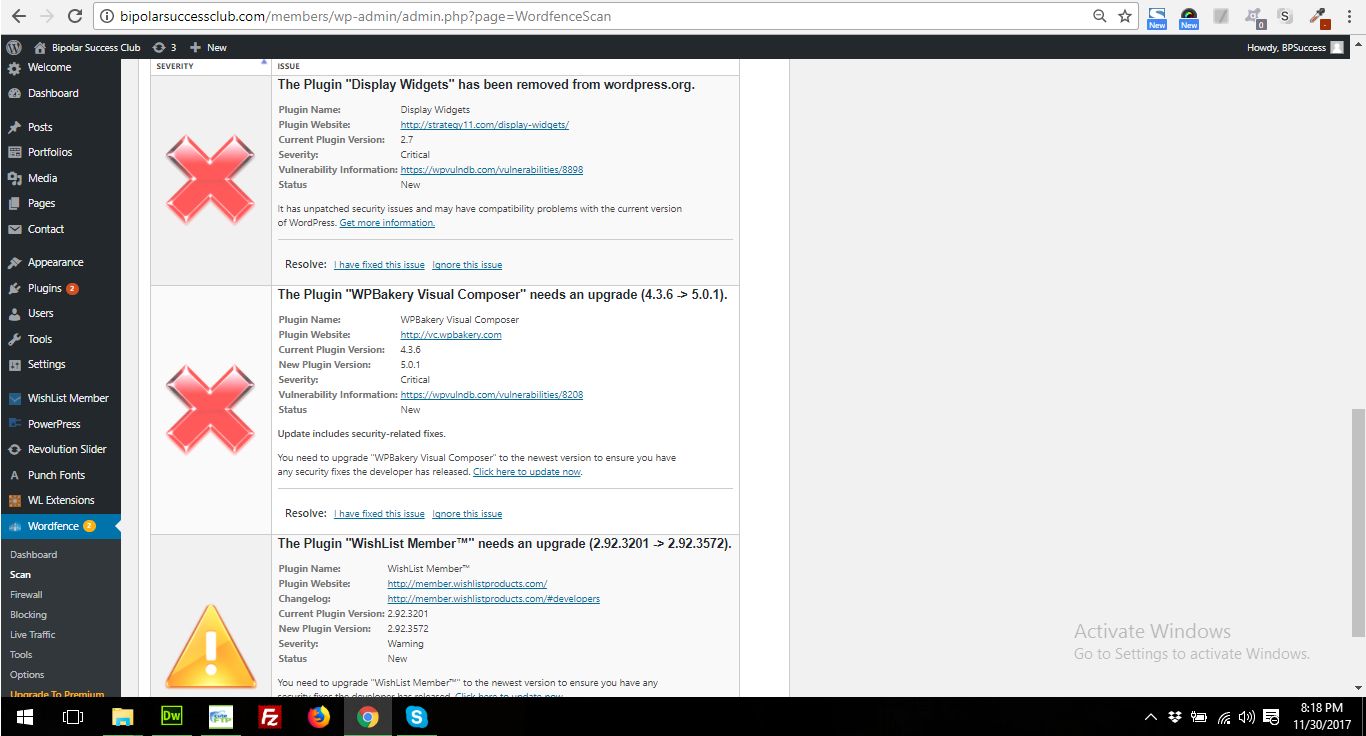 bipolarsuccessclub.com/members/wp-admin/admin.php?page=WordfenceScan
New
New
0
S
Bipolar Success Club
3
New
Howdy, BPSuccess
Welcome
Dashboard
Posts
Portfolios
Media
Pages
Contact
Appearance
Plugins 2
Users
Tools
Settings
WishList Member
PowerPress
Revolution Slider
Punch Fonts
WL Extensions
Wordfence 2
Dashboard
Scan
Firewall
Blocking
Live Traffic
Tools
Options
Upgrade To Premium
SEVERITY ISSUE
The Plugin "Display Widgets" has been removed from wordpress.org.
Plugin Name: Display Widgets
Plugin Website: http://strategy11.com/display-widgets/
Current Plugin Version: 2.7
Severity: Critical
Vulnerability Information: https://wpvulndb.com/vulnerabilities/8898
Status New
It has unpatched security issues and may have compatibility problems with the current version
of WordPress. Get more information.
Resolve: I have fixed this issue Ignore this issue
The Plugin "WPBakery Visual Composer" needs an upgrade (4.3.6 -> 5.0.1).
Plugin Name: WPBakery Visual Composer
Plugin Website: http://vc.wpbakery.com
Current Plugin Version: 4.3.6
New Plugin Version: 5.0.1
Severity: Critical
Vulnerability Information: https://wpvulndb.com/vulnerabilities/8208
Status New
Update includes security-related fixes.
You need to upgrade "WPBakery Visual Composer" to the newest version to ensure you have
any security fixes the developer has released. Click here to update now.
Resolve: I have fixed this issue Ignore this issue
The Plugin "WishList Member™" needs an upgrade (2.92.3201 -> 2.92.3572).
Plugin Name: WishList Member™
Plugin Website: http://member.wishlistproducts.com/
Changelog: http://member.wishlistproducts.com/#developers
Current Plugin Version: 2.92.3201
New Plugin Version: 2.92.3572
Severity: Warning
Status New
You need to upgrade "WishList Member™" to the newest version to ensure you have any
security fixes the developer has released. Click here to update now.
Activate Windows
Go to Settings to activate Windows.
Dw
FTP
Fz
S
8:18 PM
11/30/2017